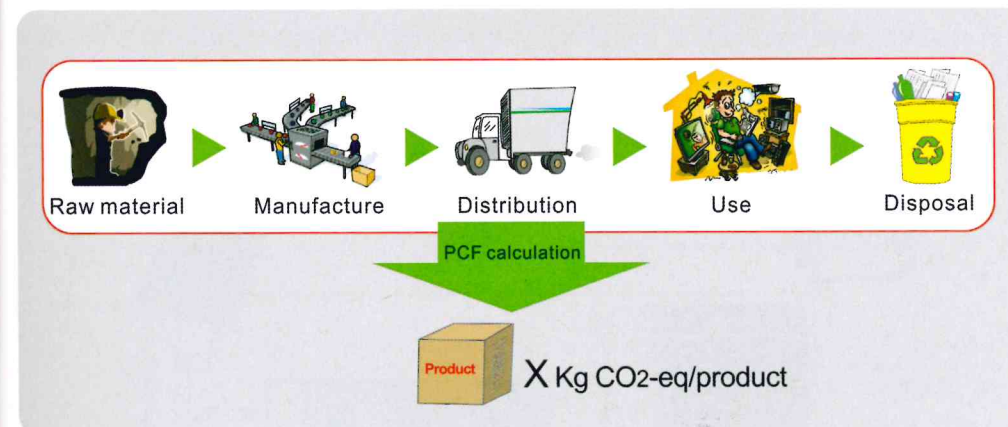 Raw material
Manufacture
Distribution
Use
Disposal
PCF calculation
Product
X Kg CO2-eq/product